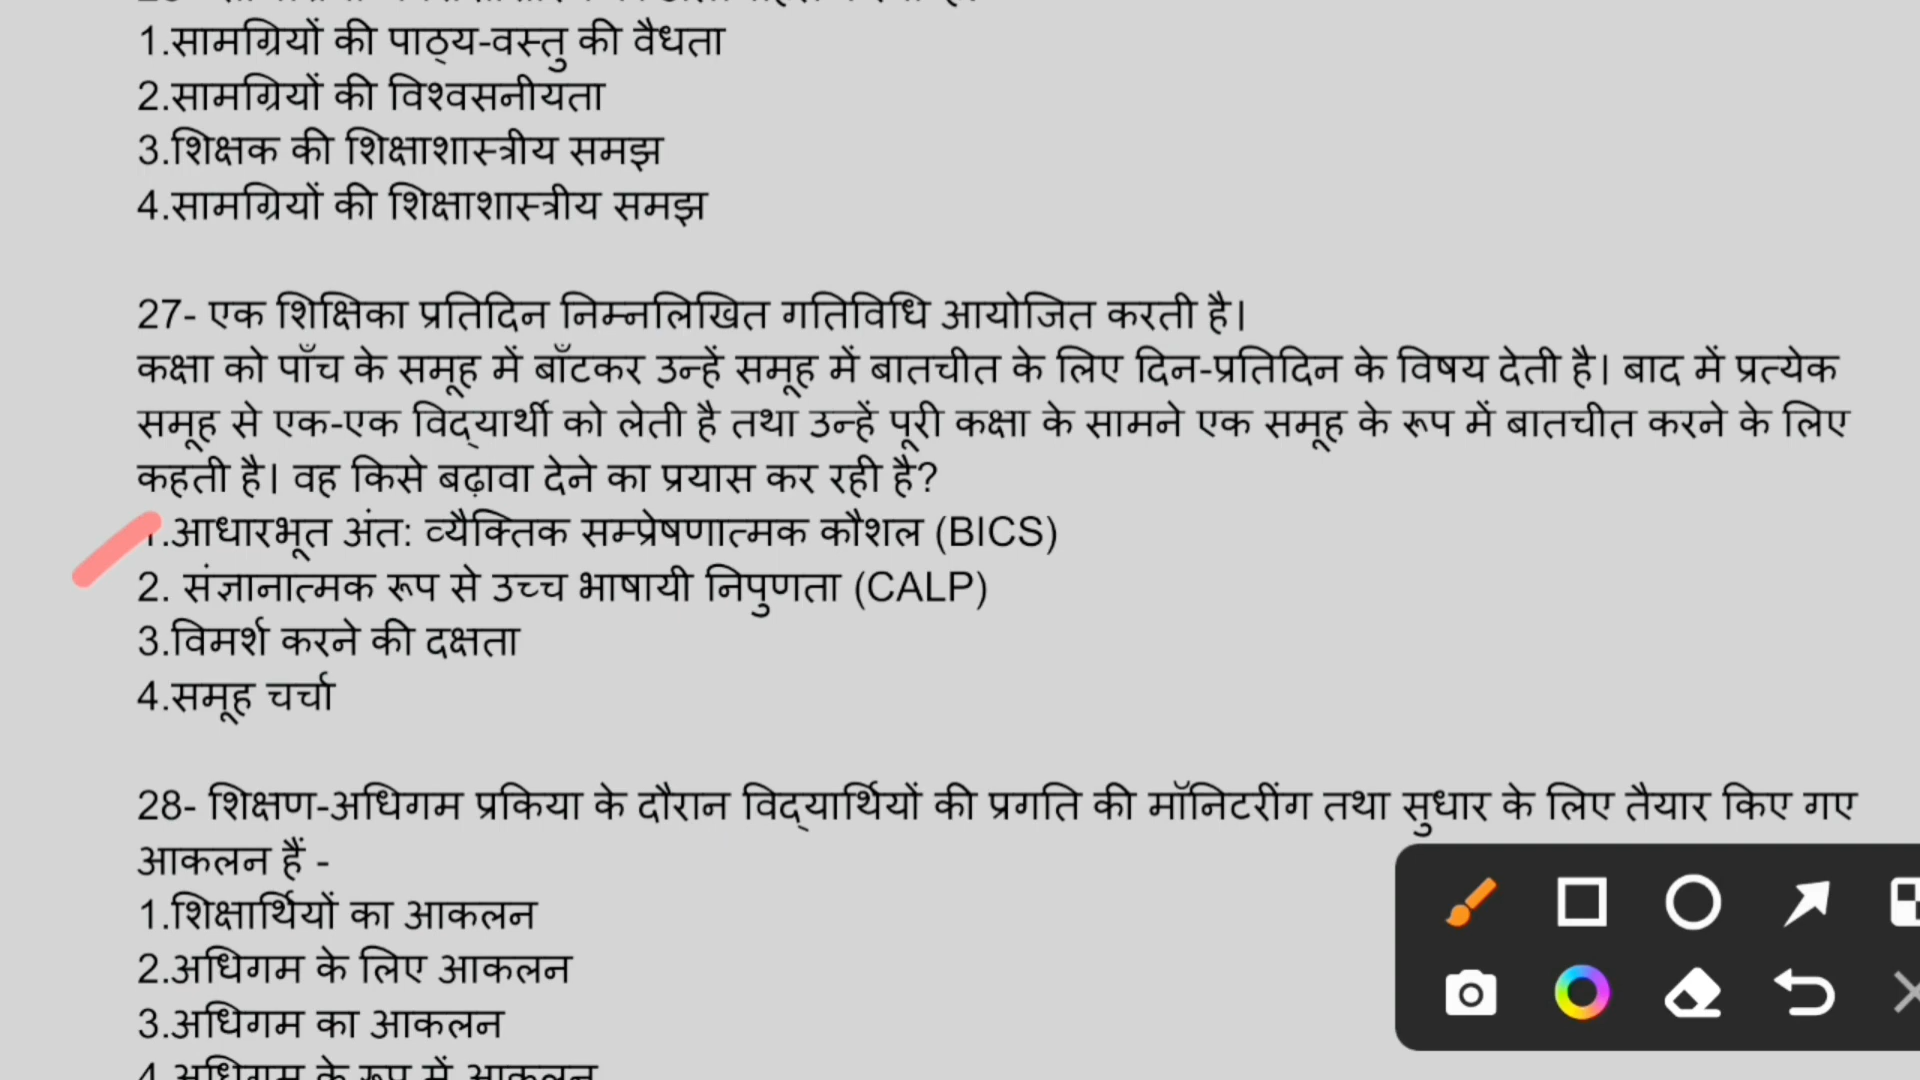 1.सामग्रियों की पाठ्य-वस्तु की वैधता
2.सामग्रियों की विश्वसनीयता
3.शिक्षक की शिक्षाशास्त्रीय समझ
4.सामग्रियों की शिक्षाशास्त्रीय समझ
27- एक शिक्षिका प्रतिदिन निम्नलिखित गतिविधि आयोजित करती है।
कक्षा को पाँच के समूह में बाँटकर उन्हें समूह में बातचीत के लिए दिन-प्रतिदिन के विषय देती है। बाद में प्रत्येक
समूह से एक-एक विद्यार्थी को लेती है तथा उन्हें पूरी कक्षा के सामने एक समूह के रूप में बातचीत करने के लिए
कहती है। वह किसे बढ़ावा देने का प्रयास कर रही है?
1.आधारभूत अंत: व्यैक्तिक सम्प्रेषणात्मक कौशल (BICS)
2. संज्ञानात्मक रूप से उच्च भाषायी निपुणता (CALP)
3.विमर्श करने की दक्षता
4.समूह चर्चा
28- शिक्षण-अधिगम प्रकिया के दौरान विद्यार्थियों की प्रगति की मॉनिटरींग तथा सुधार के लिए तैयार किए गए
आकलन हैं -
1.शिक्षार्थियों का आकलन
2.अधिगम के लिए आकलन
3.अधिगम का आकलन
4.अधिगम के रूप में आकलन